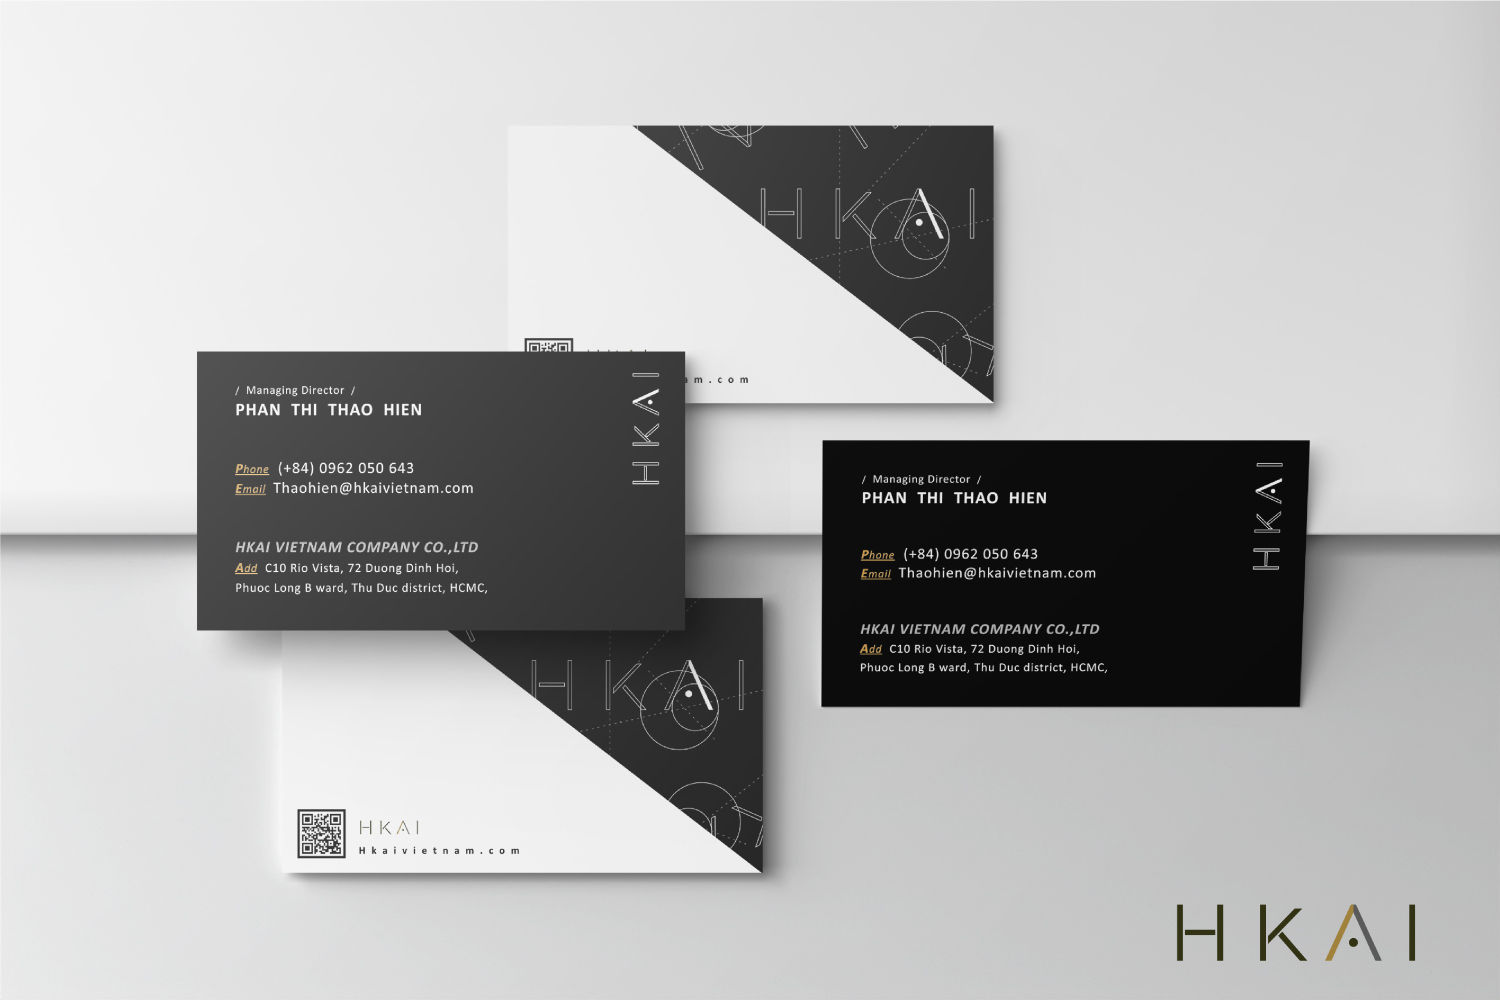 HKAI
am.com
/ Managing Director /
PHAN THI THAO HIEN
Phone (+84) 0962 050 643
Email Thaohien@hkaivietnam.com
HKAI VIETNAM COMPANY CO.,LTD
Add C10 Rio Vista, 72 Duong Dinh Hoi,
Phuoc Long B ward, Thu Duc district, HCMC,
HKAI
/ Managing Director /
PHAN THI THAO HIEN
Phone (+84) 0962 050 643
Email Thaohien@hkaivietnam.com
HKAI VIETNAM COMPANY CO.,LTD
Add C10 Rio Vista, 72 Duong Dinh Hoi,
Phuoc Long B ward, Thu Duc district, HCMC,
HKAI
HKAI
HKAI
Hkaivietnam.com
HKAI